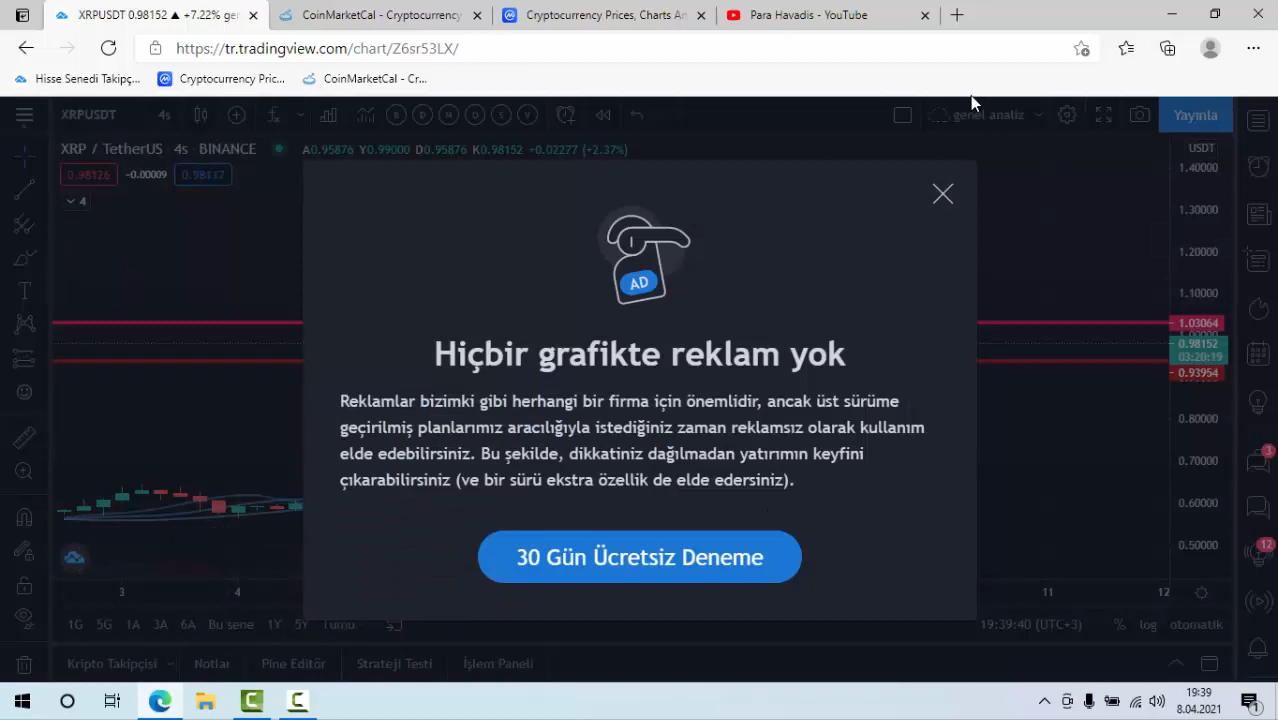 XRPUSDT 0.98152 ▲ +7.22% ge
CoinMarketCal - Cryptocurrency
Cryptocurrency Prices, Charts An
Para Havadis - YouTube
https://tr.tradingview.com/chart/Z6sr53LX/
Hisse Senedi Takipç...
Cryptocurrency Pric...
CoinMarketCal - Cr...
XRPUSDT
4s
genel analiz
Yayınla
XRP / TetherUS 4s BINANCE
A0.95876 Y0.99000 D0.95876 K0.98152 +0.02277 (+2.37%)
USDT
0.98126
-0.00009
0.98117
4
1.40000
1.30000
1.20000
1.10000
1.03064
0.98152
03:20:19
0.93954
0.80000
0.70000
0.60000
0.50000
AD
Hiçbir grafikte reklam yok
Reklamlar bizimki gibi herhangi bir firma için önemlidir, ancak üst sürüme
geçirilmiş planlarımız aracılığıyla istediğiniz zaman reklamsız olarak kullanım
elde edebilirsiniz. Bu şekilde, dikkatiniz dağılmadan yatırımın keyfini
çıkarabilirsiniz (ve bir sürü ekstra özellik de elde edersiniz).
30 Gün Ücretsiz Deneme
3
12
3 4 11 12
1G 5G 1A 3A 6A Bu sene 1Y 5Y Tümü
19:39:40 (UTC+3) % log otomatik
Kripto Takipçisi Notlar Pine Editör Strateji Testi İşlem Paneli
19:39
8.04.2021
1